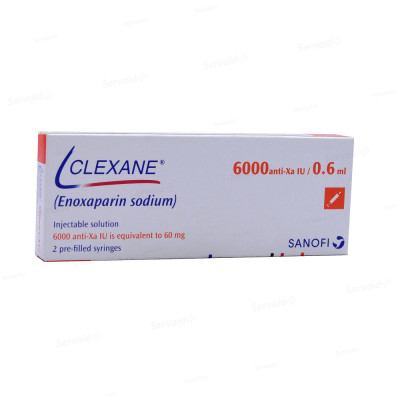 CLEXANE®
(Enoxaparin sodium)
Injectable solution
6000 anti-Xa IU is equivalent to 60 mg
2 pre-filled syringes
6000 anti-Xa IU / 0.6 ml
SANOFI